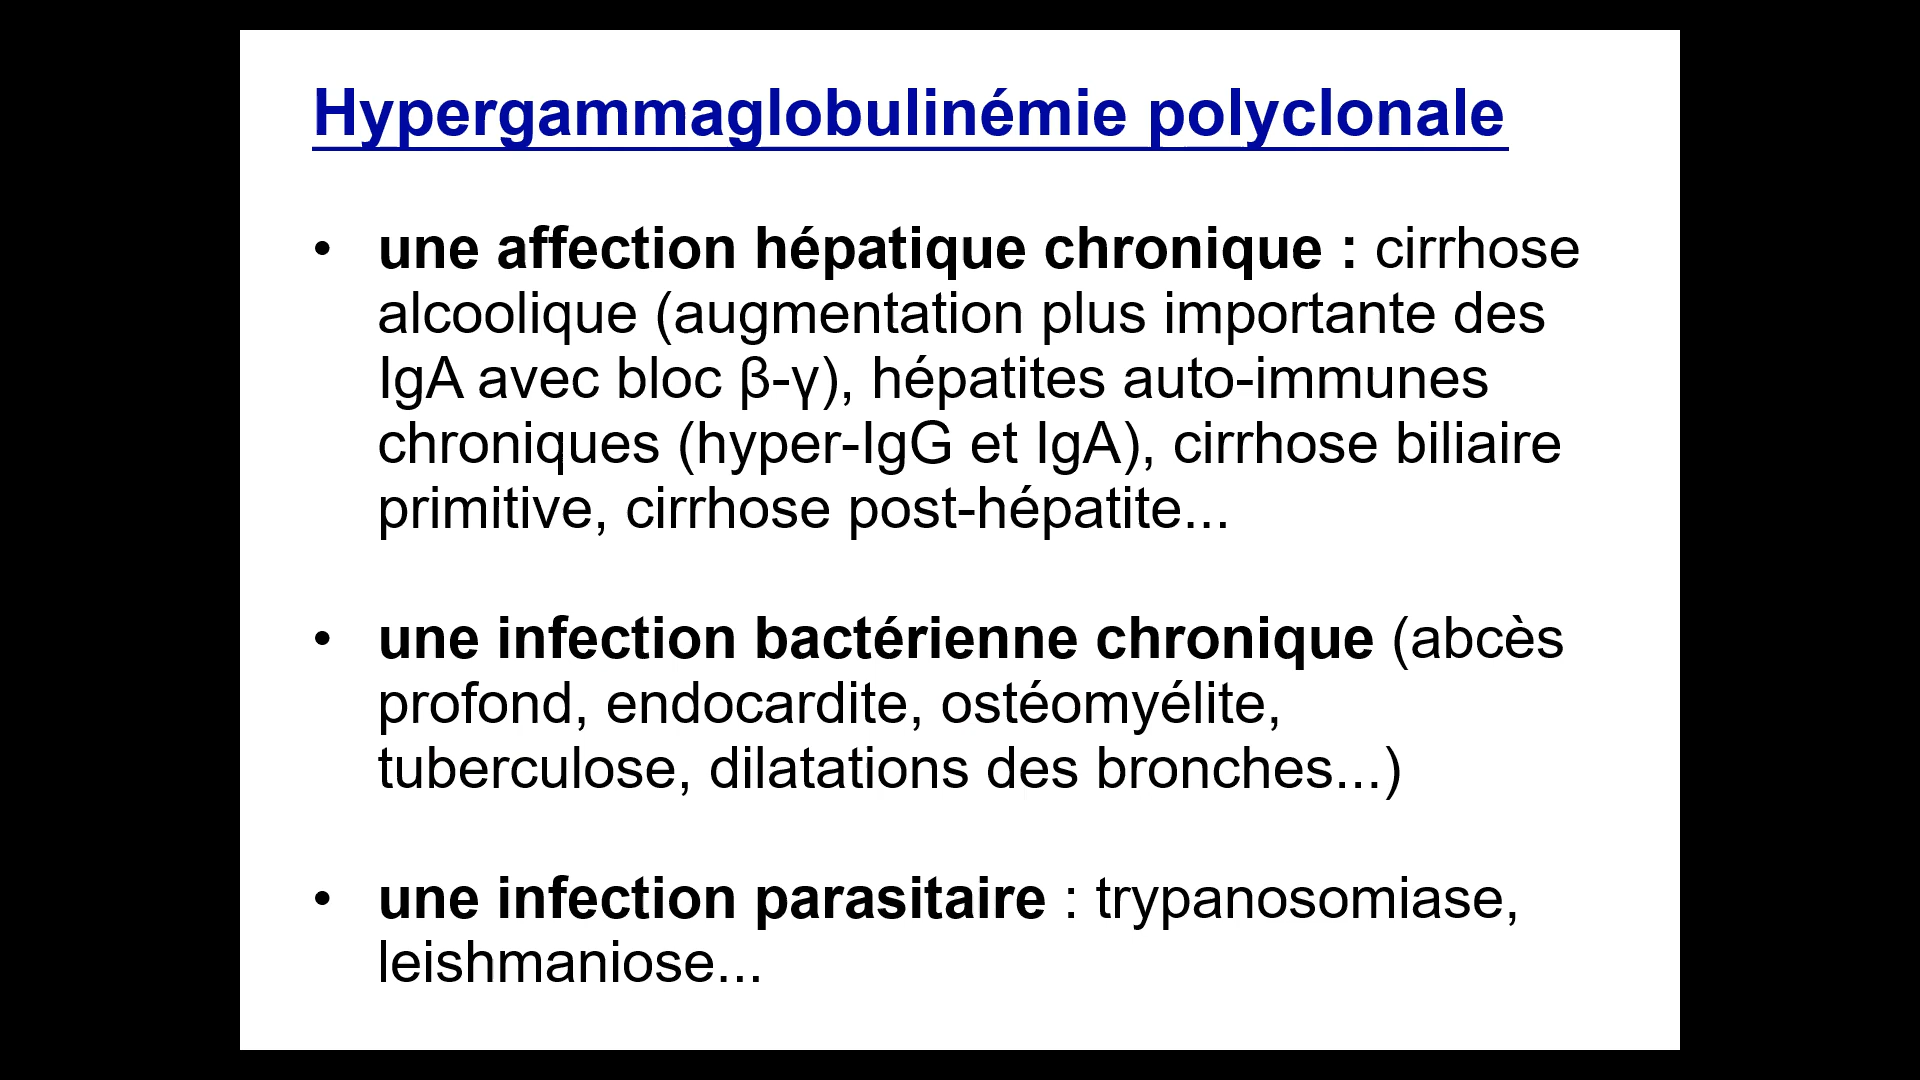 Hypergammaglobulinémie polyclonale
• une affection hépatique chronique : cirrhose
alcoolique (augmentation plus importante des
IgA avec bloc β-γ), hépatites auto-immunes
chroniques (hyper-IgG et IgA), cirrhose biliaire
primitive, cirrhose post-hépatite...
• une infection bactérienne chronique (abcès
profond, endocardite, ostéomyélite,
tuberculose, dilatations des bronches...)
• une infection parasitaire : trypanosomiase,
leishmaniose...